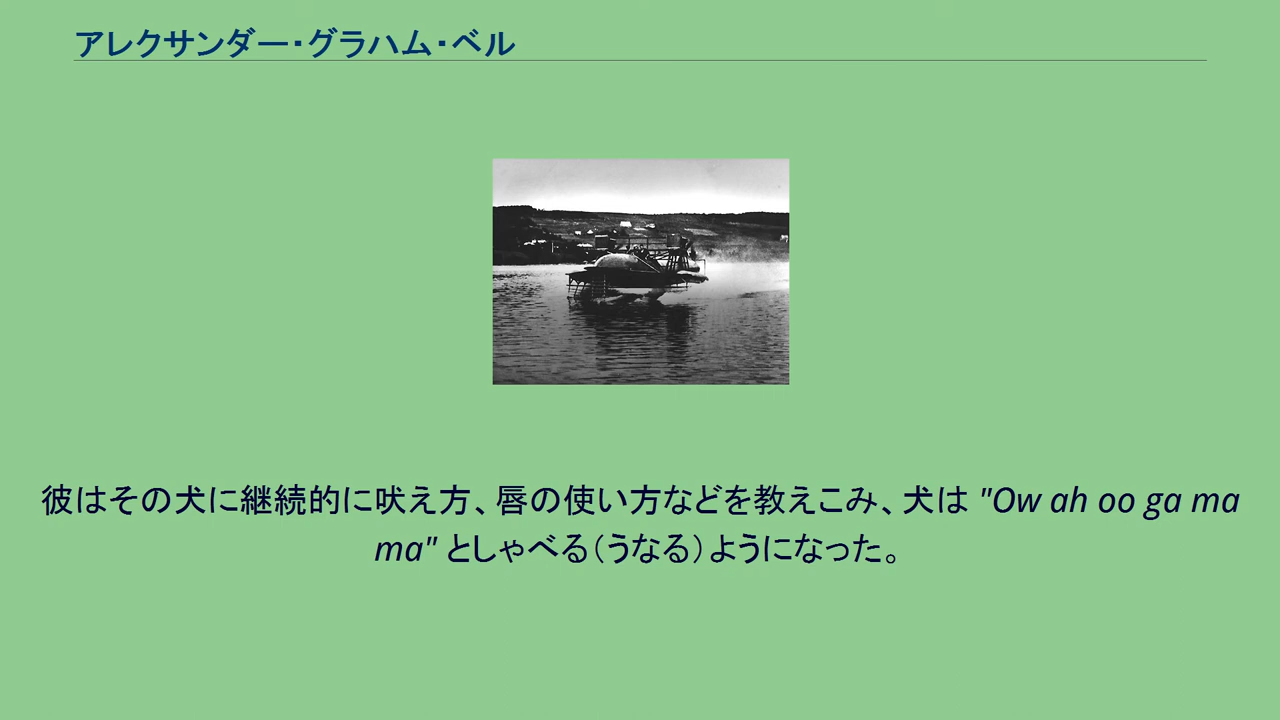 アレクサンダー・グラハム・ベル
彼はその犬に継続的に吠え方、唇の使い方などを教えこみ、犬は "Ow ah oo ga ma
ma" としゃべる（うなる）ようになった。